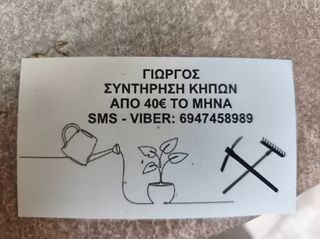 ΓΙΩΡΓΟΣ
ΣΥΝΤΗΡΗΣΗ ΚΗΠΩΝ
ΑΠΟ 40€ ΤΟ ΜΗΝΑ
SMS - VIBER: 6947458989